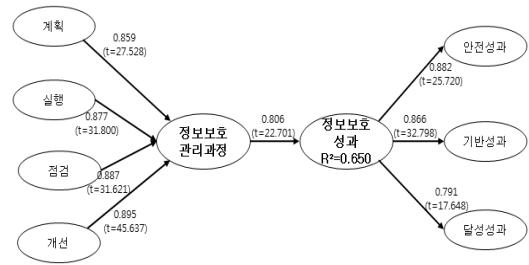 계획
0.859
(t=27.528)
실행
0.877
(t=31.800)
점검
0.887
(t=31.621)
개선
0.895
(t=45.637)
정보보호
관리과정
0.806
(t=22.701)
정보보호
성과
R²=0.650
안전성과
0.882
(t=25.720)
0.866
(t=32.798)
기반성과
0.791
(t=17.648)
달성성과